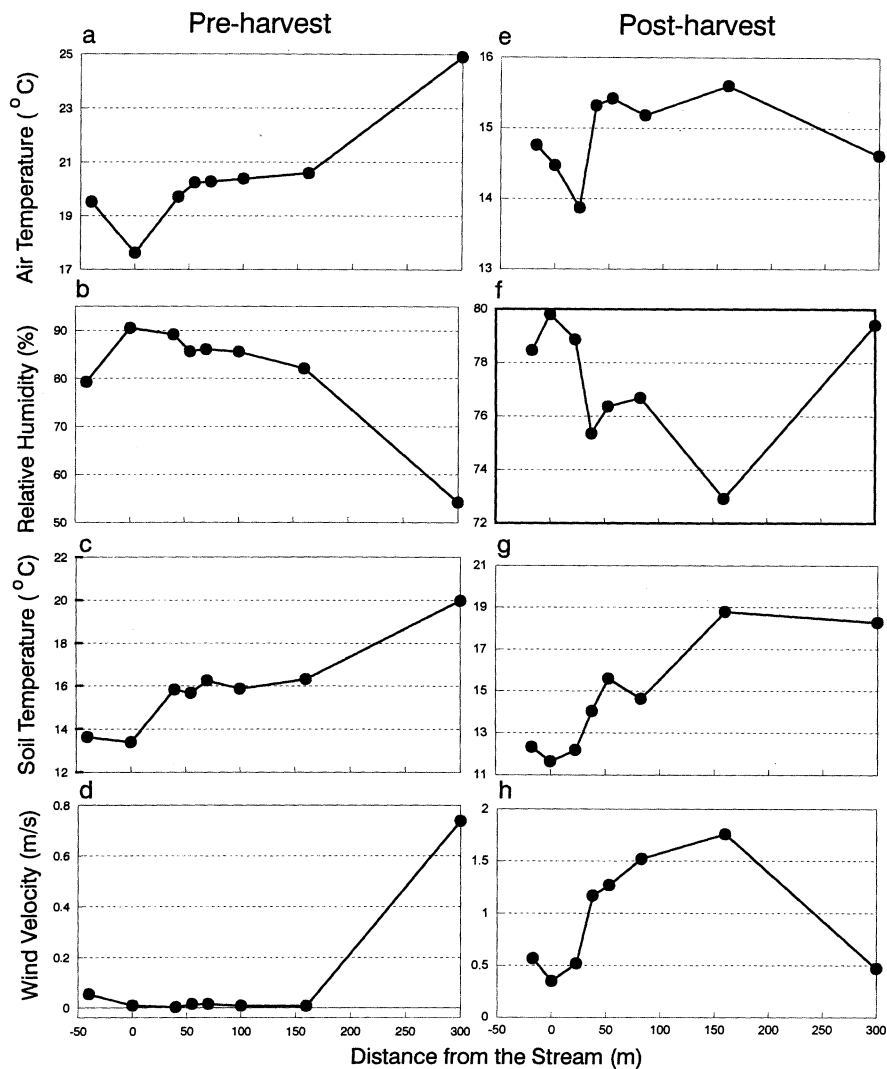 Pre-harvest
Post-harvest
a
e
Air Temperature ( °C)
25
23
21
19
17
16
15
14
13
b
f
Relative Humidity (%)
90
80
70
60
50
80
78
76
74
72
c
g
Soil Temperature ( °C)
22
20
18
16
14
12
21
19
17
15
13
11
d
h
Wind Velocity (m/s)
0.8
0.6
0.4
0.2
0
2
1.5
1
0.5
0
-50 0 50 100 150 200 250 300
-50 0 50 100 150 200 250 300
Distance from the Stream (m)